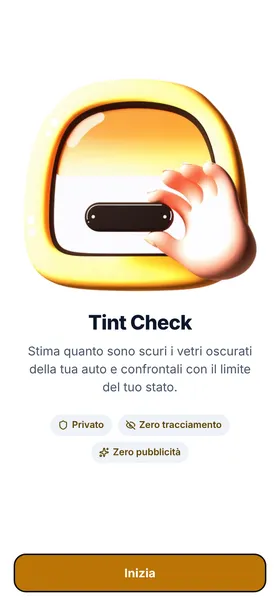 Tint Check
Stima quanto sono scuri i vetri oscurati
della tua auto e confrontali con il limite
del tuo stato.
Privato
Zero tracciamento
Zero pubblicità
Inizia